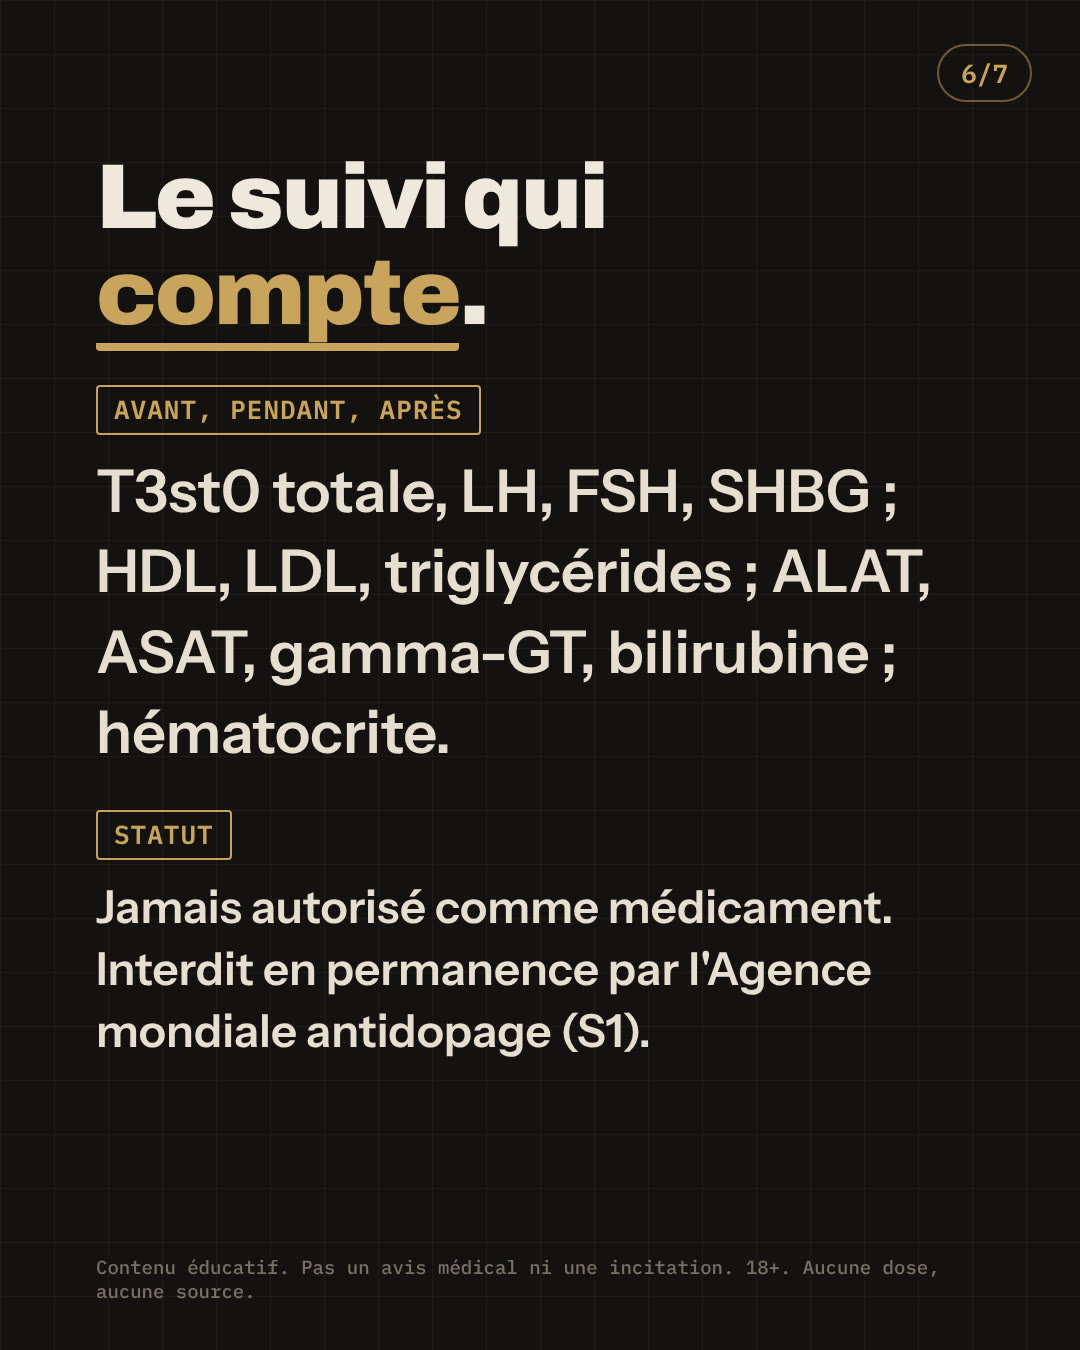 6/7
Le suivi qui
compte.
AVANT, PENDANT, APRÈS
T3st0 totale, LH, FSH, SHBG ;
HDL, LDL, triglycérides ; ALAT,
ASAT, gamma-GT, bilirubine ;
hématocrite.
STATUT
Jamais autorisé comme médicament.
Interdit en permanence par l'Agence
mondiale antidopage (S1).
Contenu éducatif. Pas un avis médical ni une incitation. 18+. Aucune dose,
aucune source.